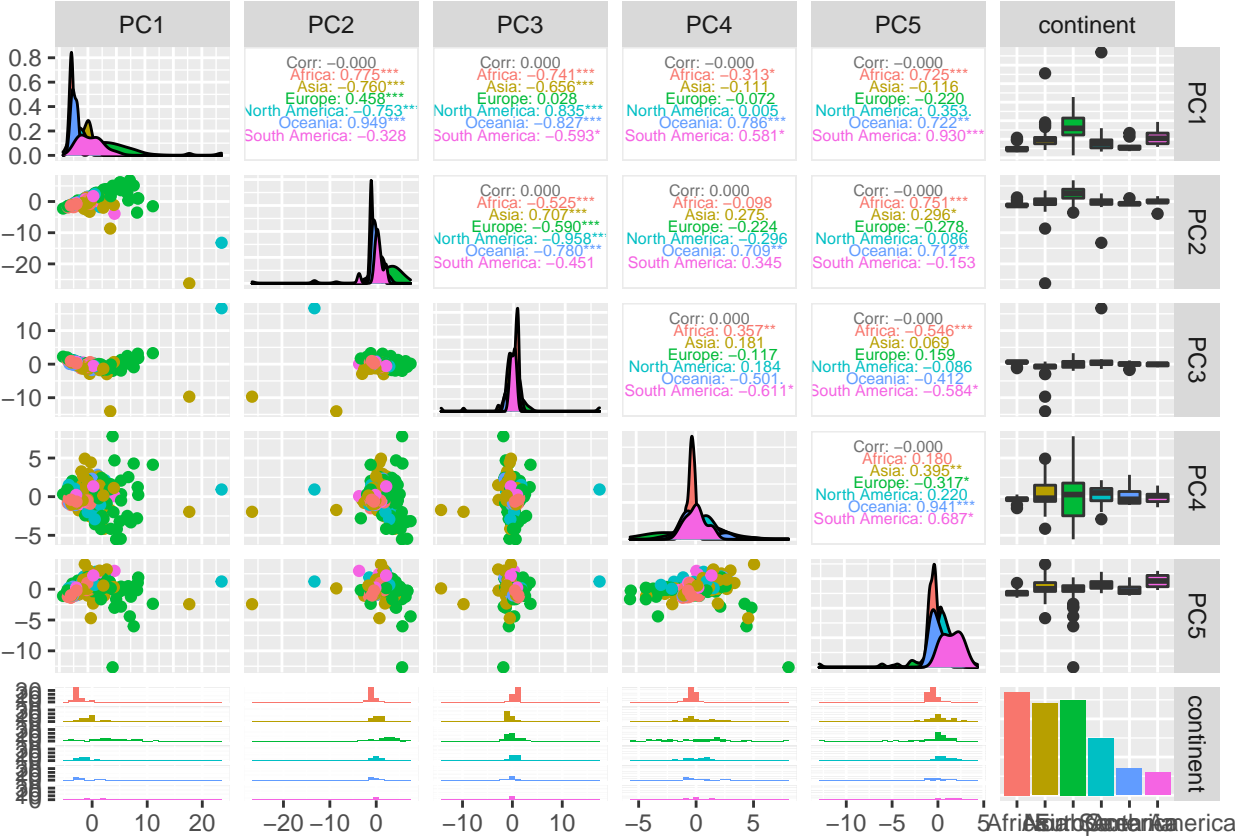 PC1 PC2 PC3 PC4 PC5 continent
0.8
0.6
0.4
0.2
0.0
Corr: −0.000
Africa: 0.775***
Asia: −0.760***
Europe: 0.458***
North America: −0.753**
Oceania: 0.949***
South America: −0.328
Corr: 0.000
Africa: −0.741***
Asia: −0.656***
Europe: 0.028
North America: 0.835***
Oceania: −0.827***
South America: −0.593*
Corr: −0.000
Africa: −0.313*
Asia: −0.111
Europe: −0.072
North America: 0.005
Oceania: 0.786***
South America: 0.581*
Corr: −0.000
Africa: 0.725***
Asia: −0.116
Europe: −0.220
North America: 0.353.
Oceania: 0.722**
South America: 0.930***
PC1
0
−10
−20
Corr: 0.000
Africa: −0.525***
Asia: 0.707***
Europe: −0.590***
North America: −0.958**
Oceania: −0.780***
South America: −0.451
Corr: 0.000
Africa: −0.098
Asia: 0.275.
Europe: −0.224
North America: −0.296
Oceania: 0.709**
South America: 0.345
Corr: −0.000
Africa: 0.751***
Asia: 0.296*
Europe: −0.278.
North America: 0.086
Oceania: 0.712**
South America: −0.153
PC2
10
0
−10
Corr: 0.000
Africa: 0.357**
Asia: 0.181
Europe: −0.117
North America: 0.184
Oceania: −0.501.
South America: −0.611*
Corr: −0.000
Africa: −0.546***
Asia: 0.069
Europe: 0.159
North America: −0.086
Oceania: −0.412
South America: −0.584*
PC3
5
0
−5
Corr: −0.000
Africa: 0.180
Asia: 0.395**
Europe: −0.317*
North America: 0.220
Oceania: 0.941***
South America: 0.687*
PC4
0
−5
−10
PC5
continent
0 10 20 −20 −10 0 −10 0 10 −5 0 5 −10 −5 0 5